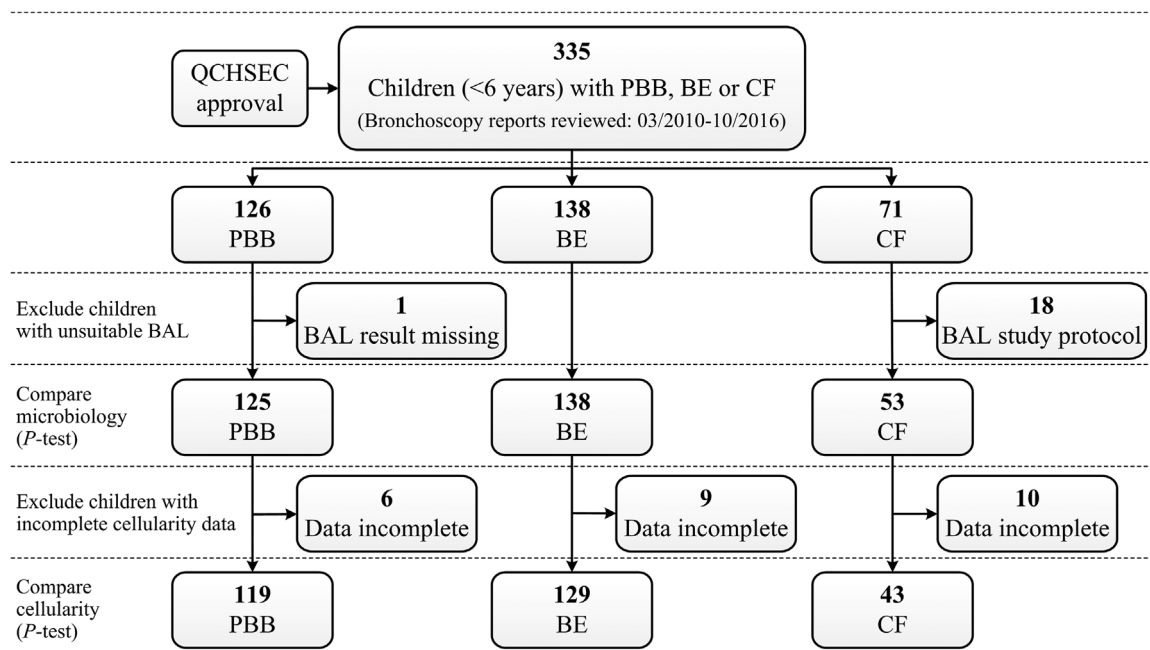 QCHSEC
approval
335
Children (<6 years) with PBB, BE or CF
(Bronchoscopy reports reviewed: 03/2010-10/2016)
126
PBB
138
BE
71
CF
Exclude children
with unsuitable BAL
1
BAL result missing
18
BAL study protocol
Compare
microbiology
(P-test)
125
PBB
138
BE
53
CF
Exclude children with
incomplete cellularity data
6
Data incomplete
9
Data incomplete
10
Data incomplete
Compare
cellularity
(P-test)
119
PBB
129
BE
43
CF